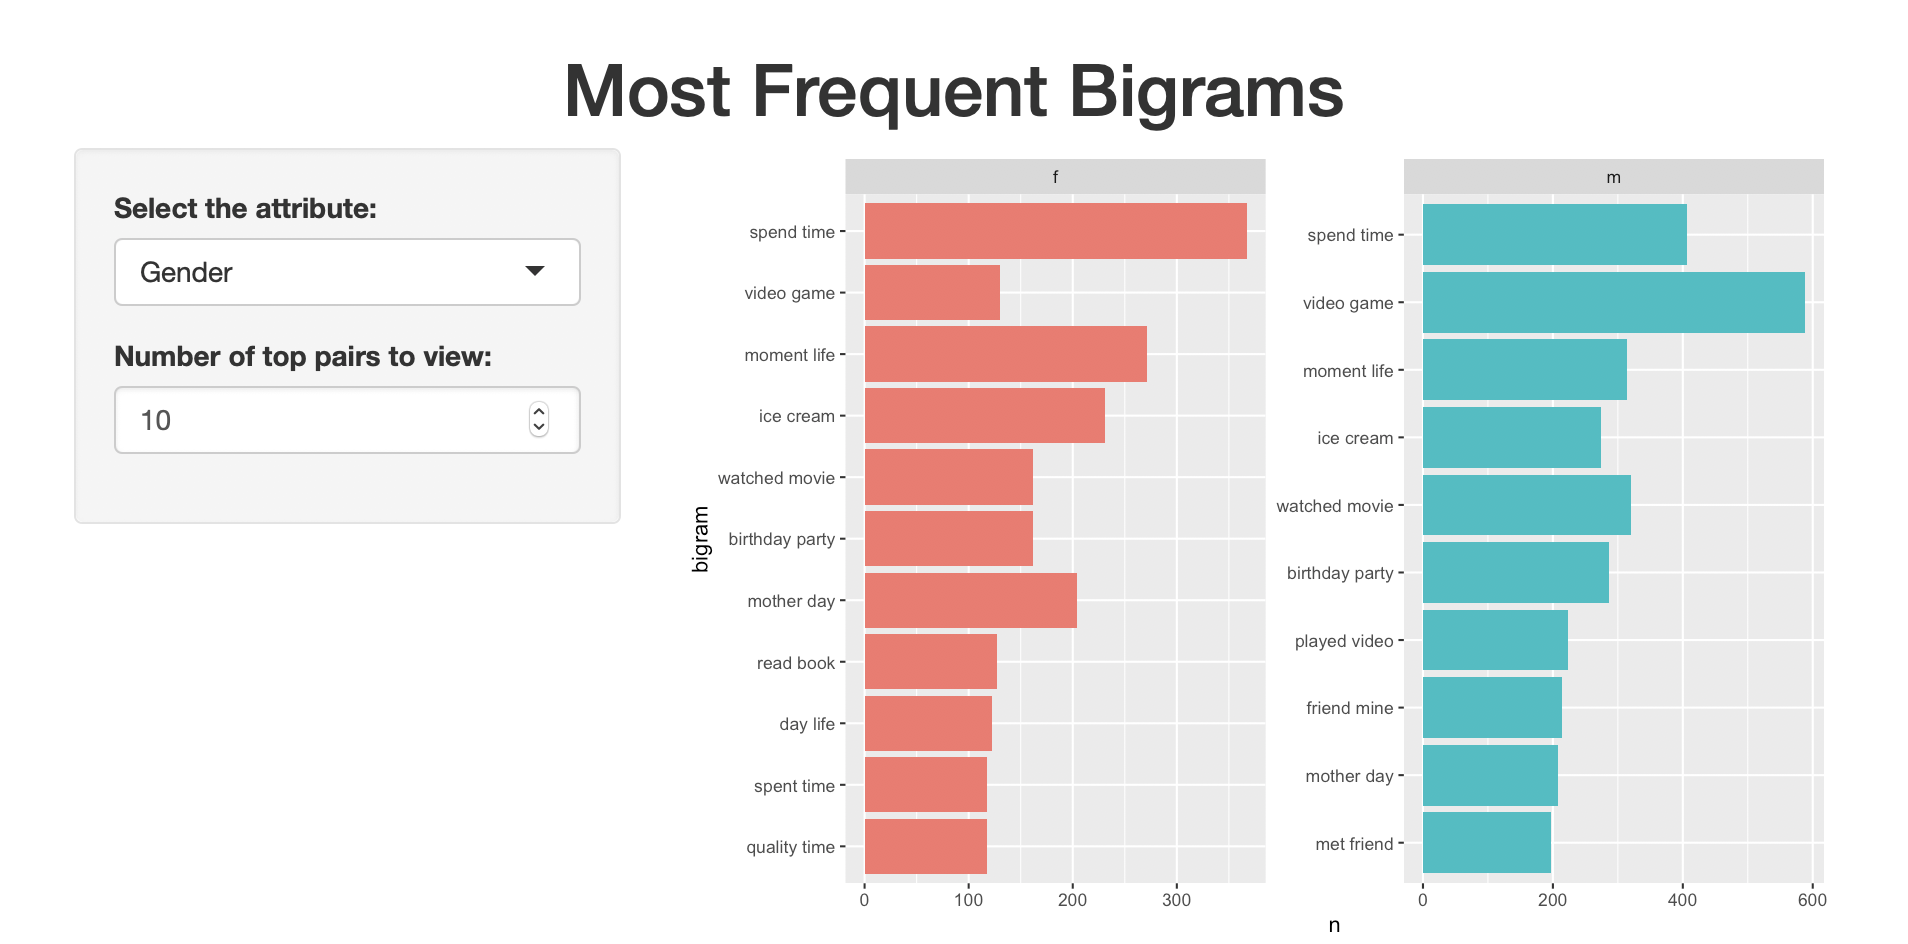 Most Frequent Bigrams
Select the attribute:
Gender
Number of top pairs to view:
10
bigram
f
spend time
video game
moment life
ice cream
watched movie
birthday party
mother day
read book
day life
spent time
quality time
0 100 200 300
m
spend time
video game
moment life
ice cream
watched movie
birthday party
played video
friend mine
mother day
met friend
0 200 400 600
n